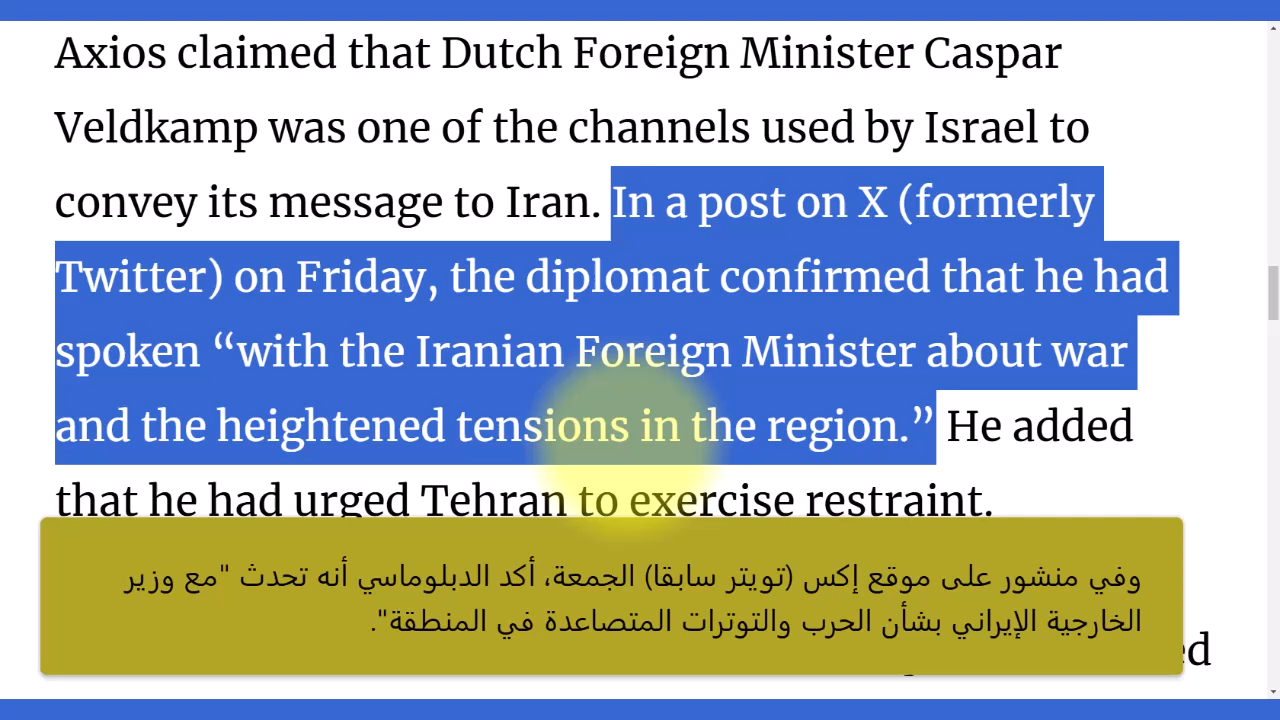 Axios claimed that Dutch Foreign Minister Caspar
Veldkamp was one of the channels used by Israel to
convey its message to Iran. In a post on X (formerly
Twitter) on Friday, the diplomat confirmed that he had
spoken “with the Iranian Foreign Minister about war
and the heightened tensions in the region.” He added
that he had urged Tehran to exercise restraint.
وفي منشور على موقع إكس (تويتر سابقا) الجمعة، أكد الدبلوماسي أنه تحدث "مع وزير
الخارجية الإيراني بشأن الحرب والتوترات المتصاعدة في المنطقة".